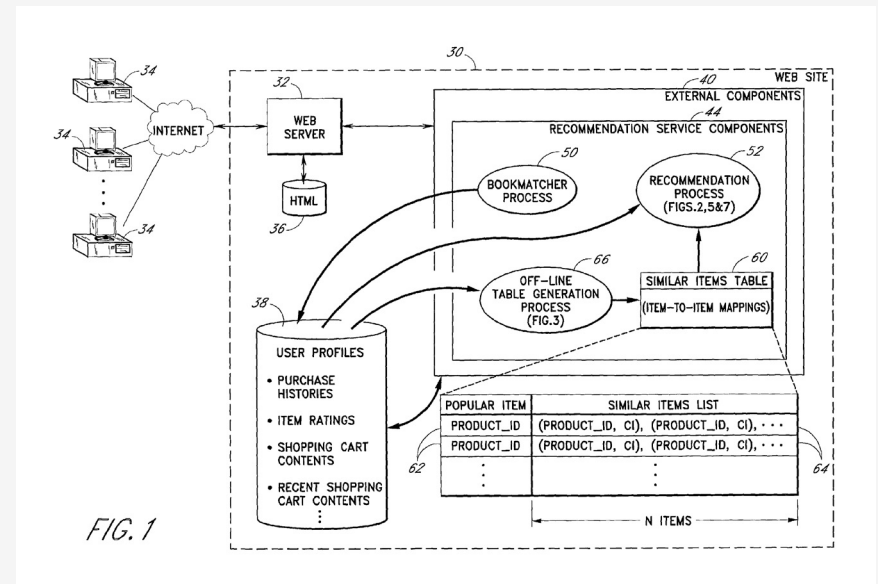 30
WEB SITE
34
34
34
INTERNET
32
WEB
SERVER
HTML
36
40
EXTERNAL COMPONENTS
44
RECOMMENDATION SERVICE COMPONENTS
50
BOOKMATCHER
PROCESS
52
RECOMMENDATION
PROCESS
(FIGS.2,5&7)
66
OFF-LINE
TABLE GENERATION
PROCESS
(FIG.3)
60
SIMILAR ITEMS TABLE
(ITEM-TO-ITEM MAPPINGS)
38
USER PROFILES
• PURCHASE
HISTORIES
• ITEM RATINGS
• SHOPPING CART
CONTENTS
• RECENT SHOPPING
CART CONTENTS
POPULAR ITEM SIMILAR ITEMS LIST
PRODUCT_ID (PRODUCT_ID, CI), (PRODUCT_ID, CI), ···
PRODUCT_ID (PRODUCT_ID, CI), (PRODUCT_ID, CI), ···
62
64
N ITEMS
FIG. 1